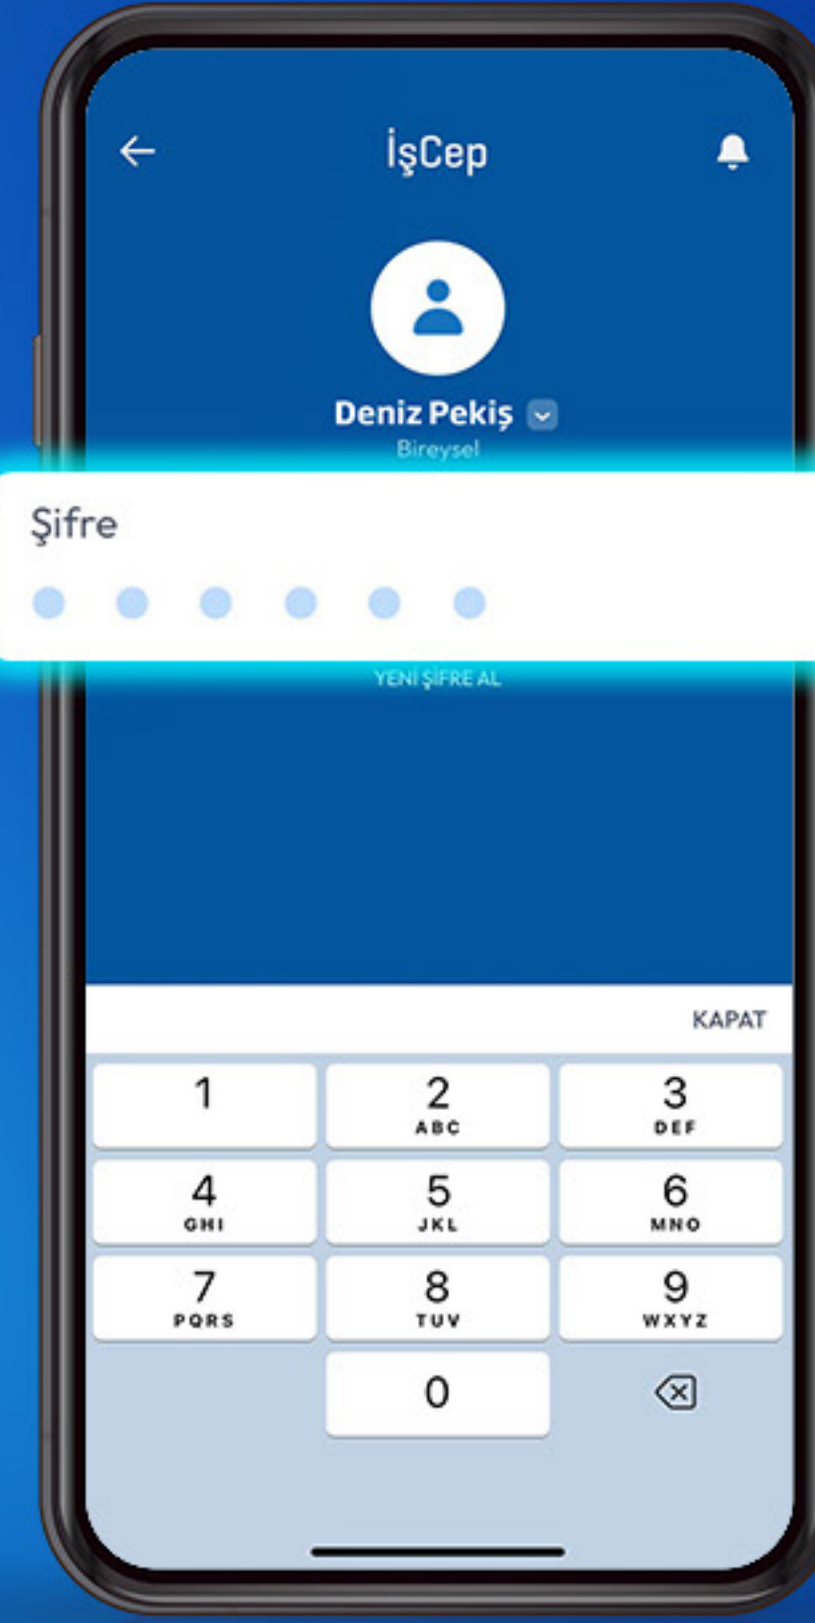 İşCep
Deniz Pekiş
Bireysel
Şifre
YENİ ŞİFRE AL
KAPAT
1
2
ABC
3
DEF
4
GHI
5
JKL
6
MNO
7
PQRS
8
TUV
9
WXYZ
0